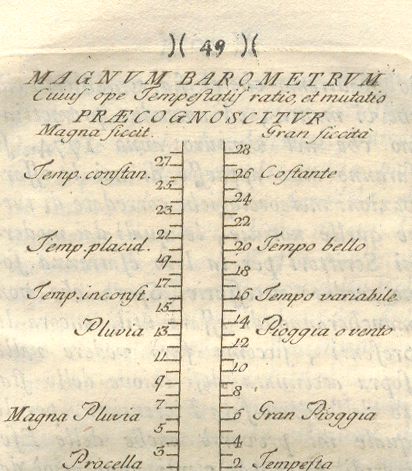 )( 49 )(
MAGNVM BAROMETRVM
Cuius ope Tempestatis ratio, et mutatio
PRÆCOGNOSCITVR
Magna siccit. Gran siccità
28
27
Temp. constan. 26 Costante
25
24
23
22
21
Temp. placid. 20 Tempo bello
19
18
17
Temp. inconst. 16 Tempo variabile
15
14 Pioggia o vento
Pluvia 13
12
11
10
9
8
7
Magna Pluvia 6 Gran Pioggia
5
4
3
Procella 2 Tempesta